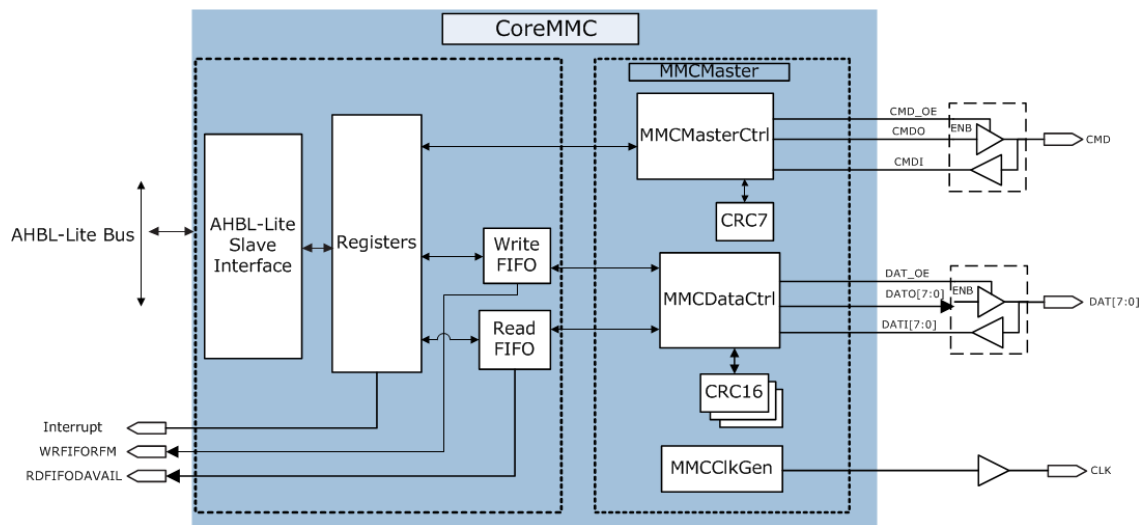 CoreMMC
MMCMaster
AHBL-Lite Bus
AHBL-Lite
Slave
Interface
Registers
Write
FIFO
Read
FIFO
MMCMasterCtrl
CRC7
MMCDataCtrl
CRC16
MMCClkGen
CMD_OE
CMDO
CMDI
ENB
CMD
DAT_OE
DATO[7:0]
DATI[7:0]
ENB
DAT[7:0]
CLK
Interrupt
WRFIFORFM
RDFIFODAVAIL